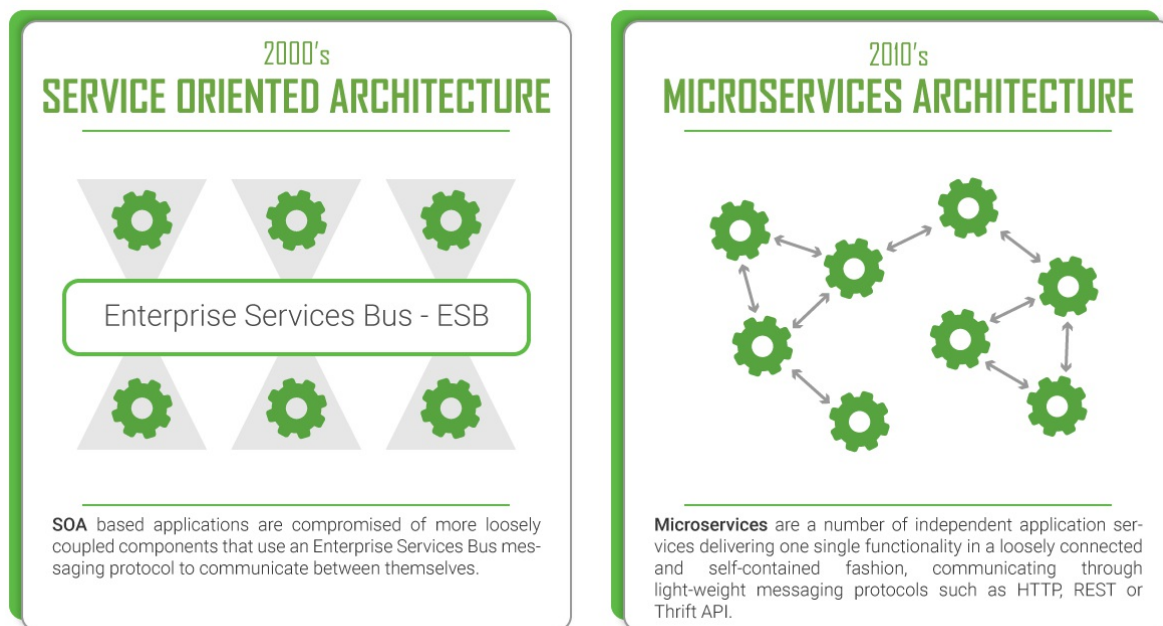 2000's
SERVICE ORIENTED ARCHITECTURE
Enterprise Services Bus - ESB
SOA based applications are compromised of more loosely
coupled components that use an Enterprise Services Bus mes-
saging protocol to communicate between themselves.
2010's
MICROSERVICES ARCHITECTURE
Microservices are a number of independent application ser-
vices delivering one single functionality in a loosely connected
and self-contained fashion, communicating through
light-weight messaging protocols such as HTTP, REST or
Thrift API.